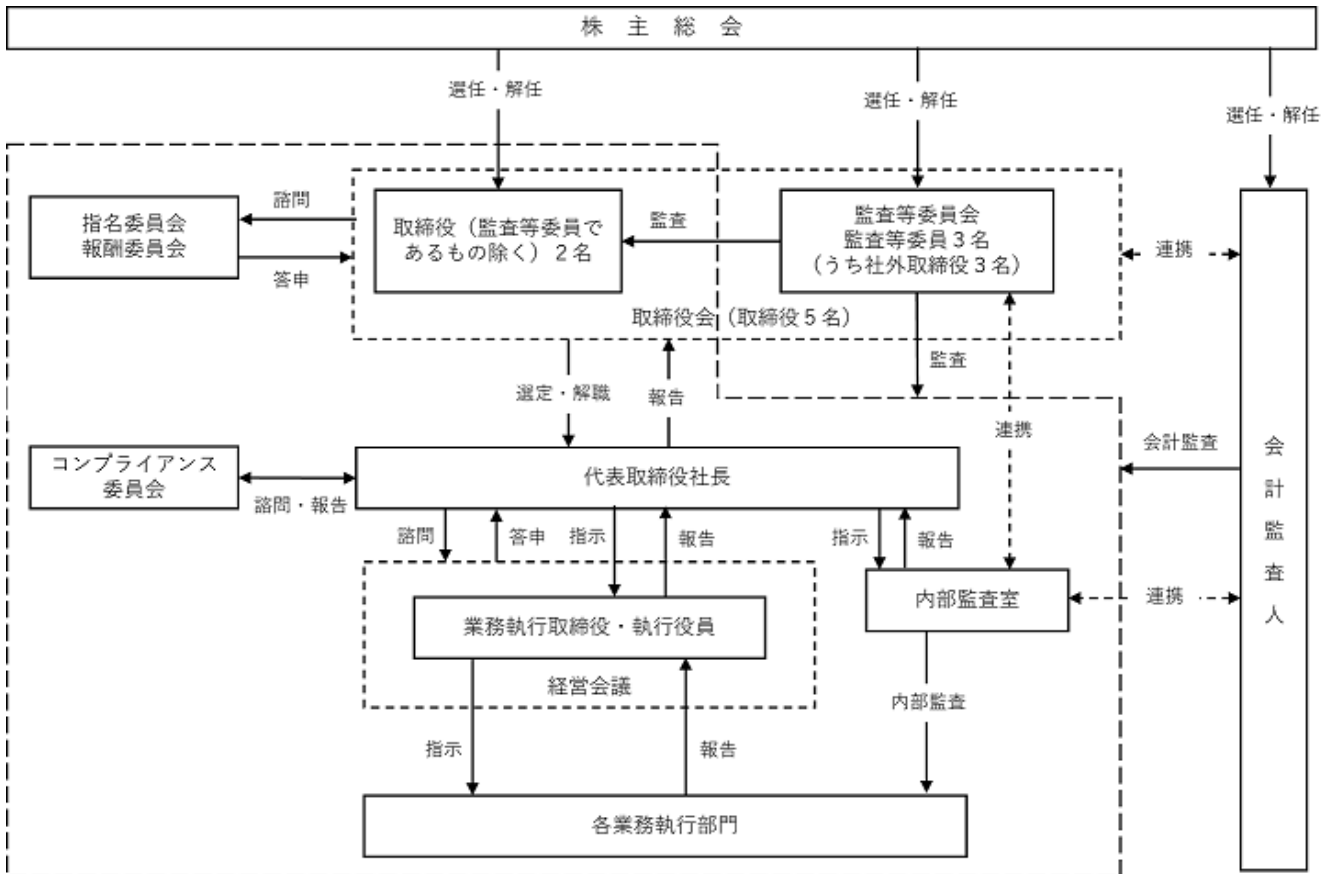 株 主 総 会
選任・解任
選任・解任
選任・解任
指名委員会
報酬委員会
諮問
答申
取締役（監査等委員で
あるもの除く）２名
監査
監査等委員会
監査等委員３名
（うち社外取締役３名）
連携
取締役会（取締役５名）
監査
選定・解職
報告
連携
コンプライアンス
委員会
諮問・報告
代表取締役社長
会計監査
会計監査人
諮問
答申
指示
報告
指示
報告
業務執行取締役・執行役員
経営会議
内部監査室
連携
内部監査
指示
報告
各業務執行部門